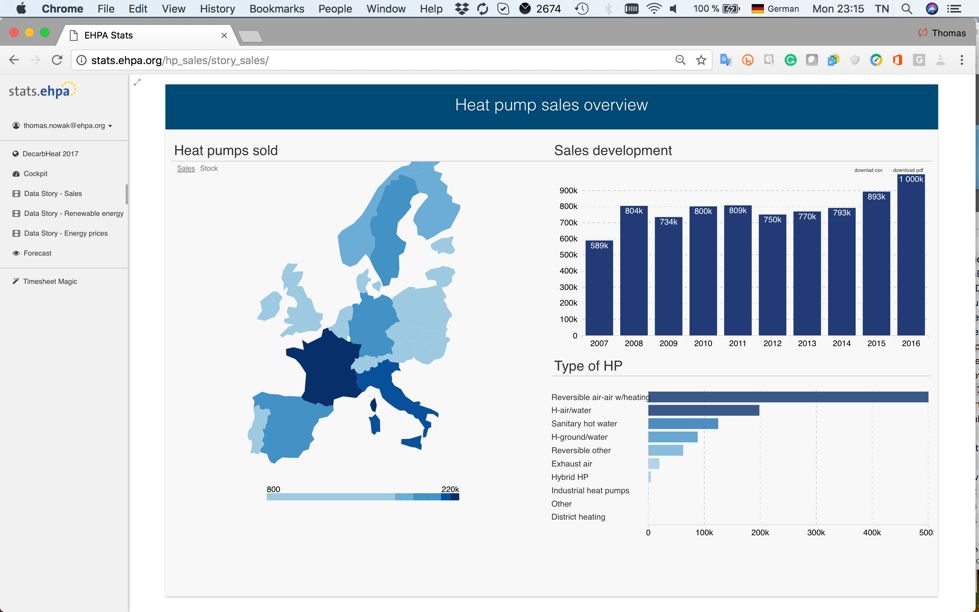 Chrome File Edit View History Bookmarks People Window Help 2674 100 % German Mon 23:15 TN
EHPA Stats
Thomas
stats.ehpa.org/hp_sales/story_sales/
stats.ehpa
thomas.nowak@ehpa.org
DecarbHeat 2017
Cockpit
Data Story - Sales
Data Story - Renewable energy
Data Story - Energy prices
Forecast
Timesheet Magic
Heat pump sales overview
Heat pumps sold
Sales Stock
800 220k
Sales development
downlad csv download pdf
900k
800k
700k
600k
500k
400k
300k
200k
100k
0
589k 804k 734k 800k 809k 750k 770k 793k 893k 1 000k
2007 2008 2009 2010 2011 2012 2013 2014 2015 2016
Type of HP
Reversible air-air w/heating
H-air/water
Sanitary hot water
H-ground/water
Reversible other
Exhaust air
Hybrid HP
Industrial heat pumps
Other
District heating
0 100k 200k 300k 400k 500